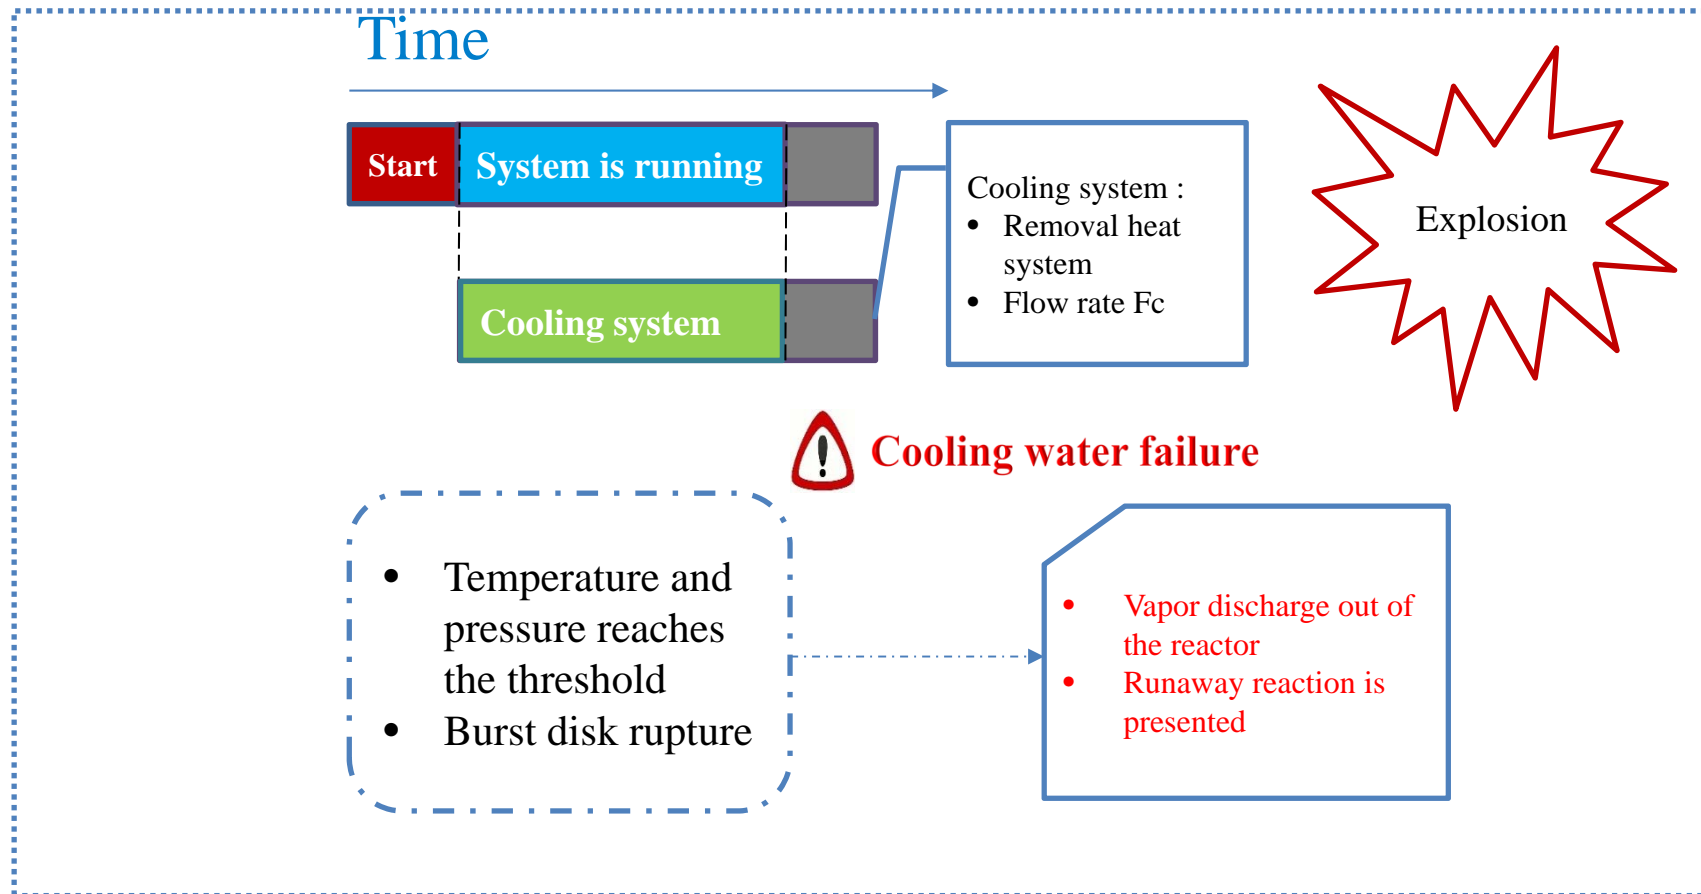 Time
Start
System is running
Cooling system :
• Removal heat
system
• Flow rate Fc
Explosion
Cooling system
Cooling water failure
• Temperature and
pressure reaches
the threshold
• Burst disk rupture
• Vapor discharge out of
the reactor
• Runaway reaction is
presented